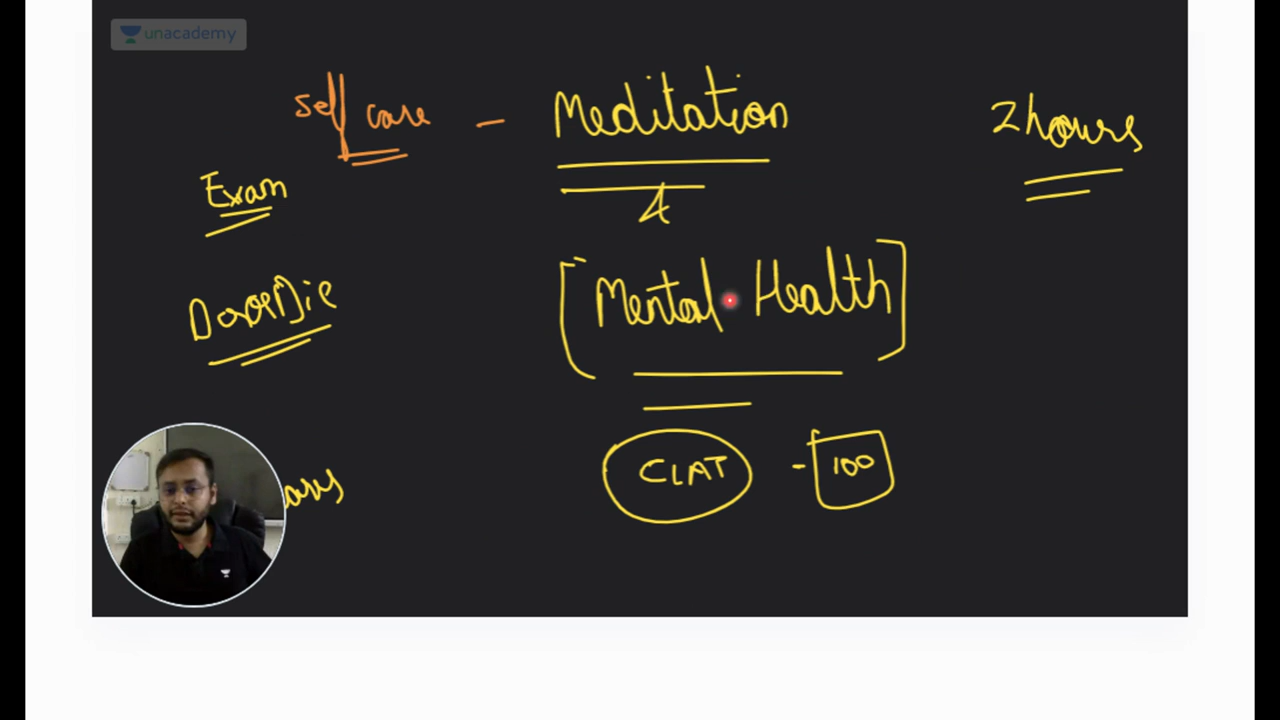 unacademy
Self care - Meditation
2 hours
Exam
4
Do or Die
[Mental Health]
CLAT - 100